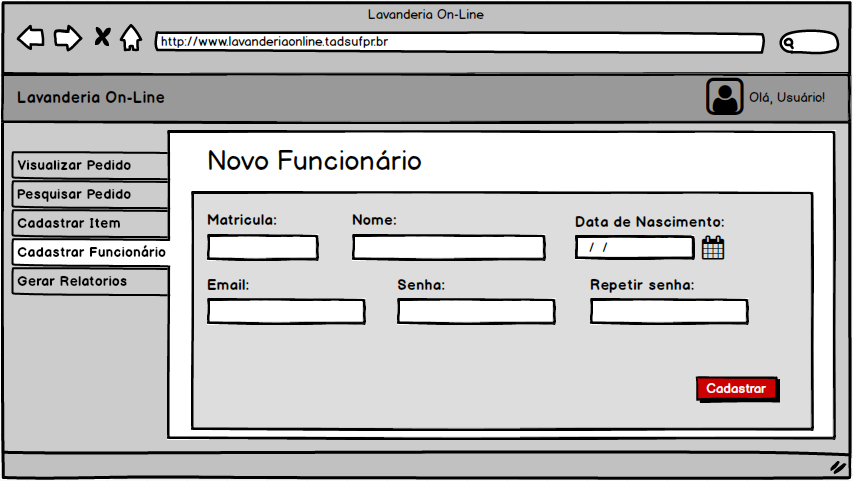 Lavanderia On-Line
http://www.lavanderiaonline.tadsufpr.br
Lavanderia On-Line
Olá, Usuário!
Visualizar Pedido
Pesquisar Pedido
Cadastrar Item
Cadastrar Funcionário
Gerar Relatorios
Novo Funcionário
Matricula:
Nome:
Data de Nascimento:
/ /
Email:
Senha:
Repetir senha:
Cadastrar